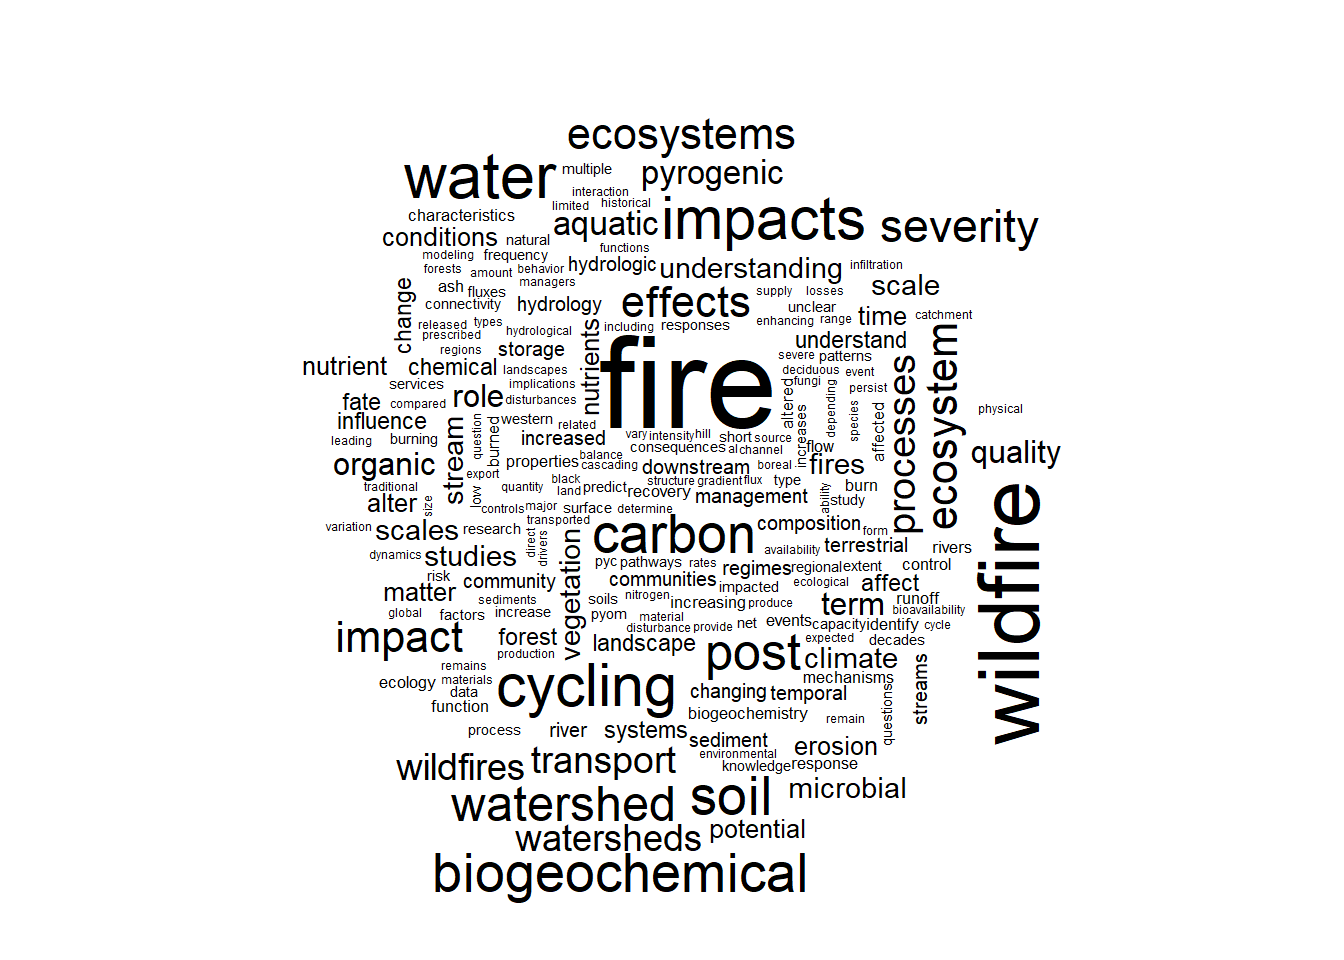 ecosystems
water
multiple
pyrogenic
interaction
limited
historical
characteristics
aquatic
impacts
severity
conditions
natural
functions
modeling
frequency
hydrologic
understanding
infiltration
forests
amount
behavior
managers
ash
fluxes
effects
supply
losses
scale
change
connectivity
hydrology
unclear
time
catchment
released
types
prescribed
hydrological
nutrients
including
responses
enhancing
range
regions
storage
fire
understand
ecosystem
nutrient
chemical
landscapes
severe
patterns
processes
services
implications
deciduous
event
fungi
persist
fate
compared
role
disturbances
altered
increases
depending
species
affected
physical
influence
western
related
leading
burning
stream
question
burned
increased
vary
intensity
hill
short
source
flow
consequences
al
channel
quality
organic
properties
balance
cascading
downstream
boreal
fires
export
traditional
low
quantity
black
land
predict
recovery
structure
gradient
flux
type
burn
alter
size
controls
major
surface
determine
management
ability
study
wildfire
variation
scales
research
transported
carbon
composition
form
direct
drivers
dynamics
studies
vegetation
availability
terrestrial
rivers
risk
community
pyc
pathways
rates
regimes
regional
extent
control
matter
communities
impacted
ecological
affect
sediments
soils
nitrogen
increasing
produce
term
runoff
bioavailability
global
factors
increase
pyom
material
disturbance
provide
net
events
capacity
identify
cycle
impact
forest
landscape
post
expected
decades
production
climate
remains
ecology
materials
data
function
cycling
changing
temporal
mechanisms
streams
questions
biogeochemistry
remain
process
river
systems
sediment
environmental
erosion
wildfires
transport
knowledge
response
watershed
soil
microbial
watersheds
potential
biogeochemical